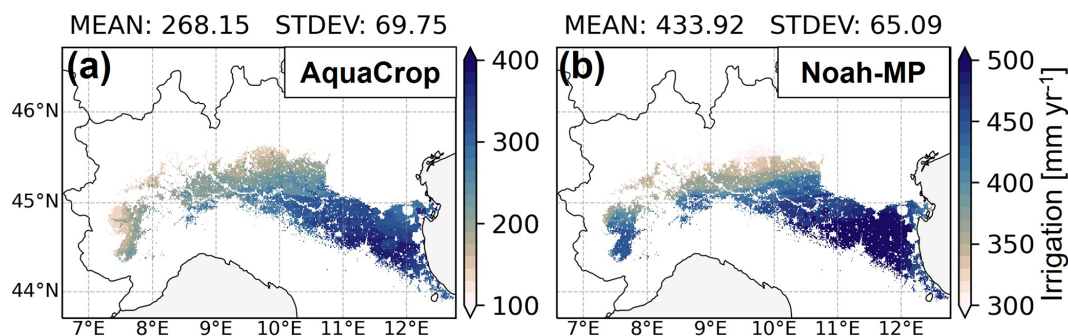 MEAN: 268.15 STDEV: 69.75
MEAN: 433.92 STDEV: 65.09
(a)
AquaCrop
(b)
Noah-MP
46°N
45°N
44°N
7°E 8°E 9°E 10°E 11°E 12°E
400
300
200
100
7°E 8°E 9°E 10°E 11°E 12°E
500
450
400
350
300
Irrigation [mm yr⁻¹]